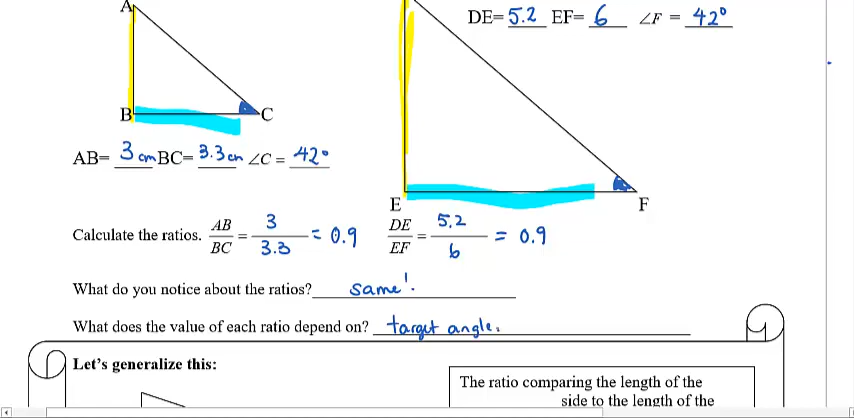 A
DE= 5.2 EF= 6 ∠F = 42°
B C
AB= 3 cm BC= 3.3 cm ∠C = 42°
E F
Calculate the ratios. AB/BC = 3/3.3 = 0.9 DE/EF = 5.2/6 = 0.9
What do you notice about the ratios? same!
What does the value of each ratio depend on? target angle.
Let's generalize this:
The ratio comparing the length of the
side to the length of the